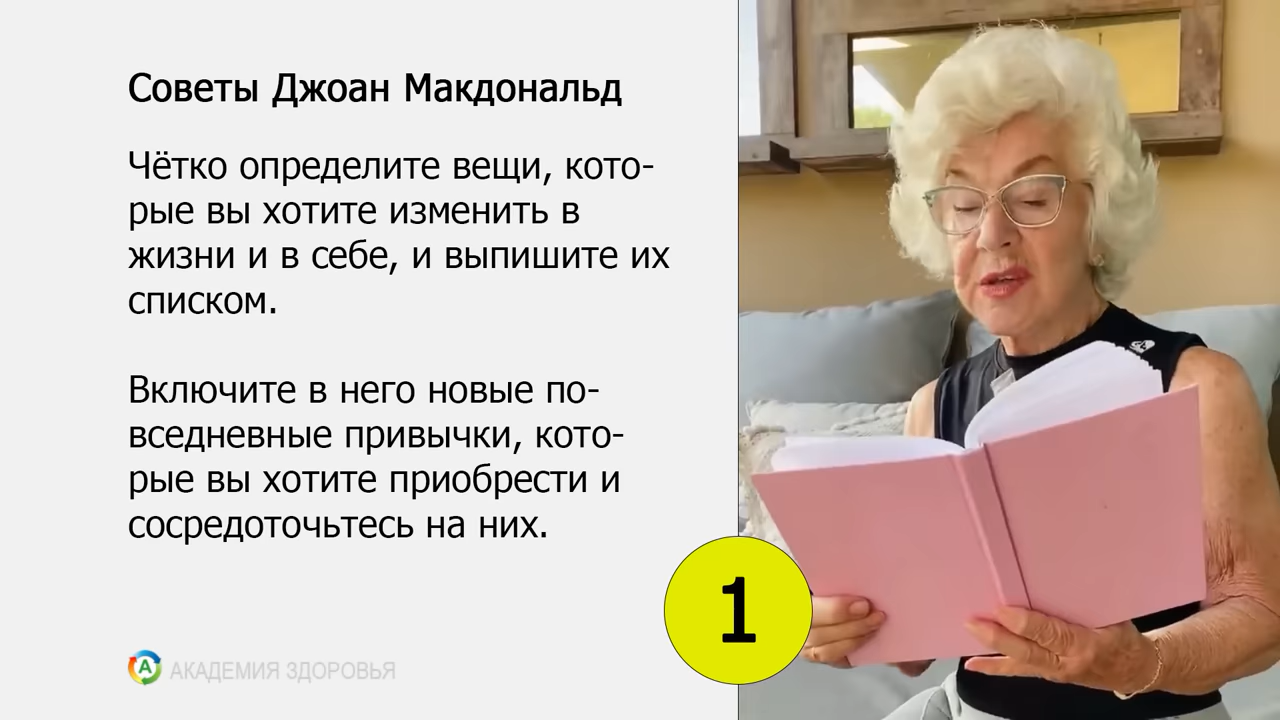 Советы Джоан Макдональд
Чётко определите вещи, кото-
рые вы хотите изменить в
жизни и в себе, и выпишите их
списком.
Включите в него новые по-
вседневные привычки, кото-
рые вы хотите приобрести и
сосредоточьтесь на них.
1
А АКАДЕМИЯ ЗДОРОВЬЯ